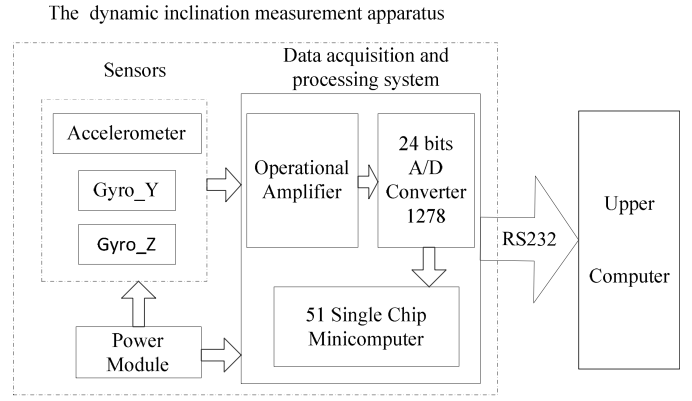 The dynamic inclination measurement apparatus
Sensors
Accelerometer
Gyro_Y
Gyro_Z
Power
Module
Data acquisition and
processing system
Operational
Amplifier
24 bits
A/D
Converter
1278
51 Single Chip
Minicomputer
RS232
Upper
Computer